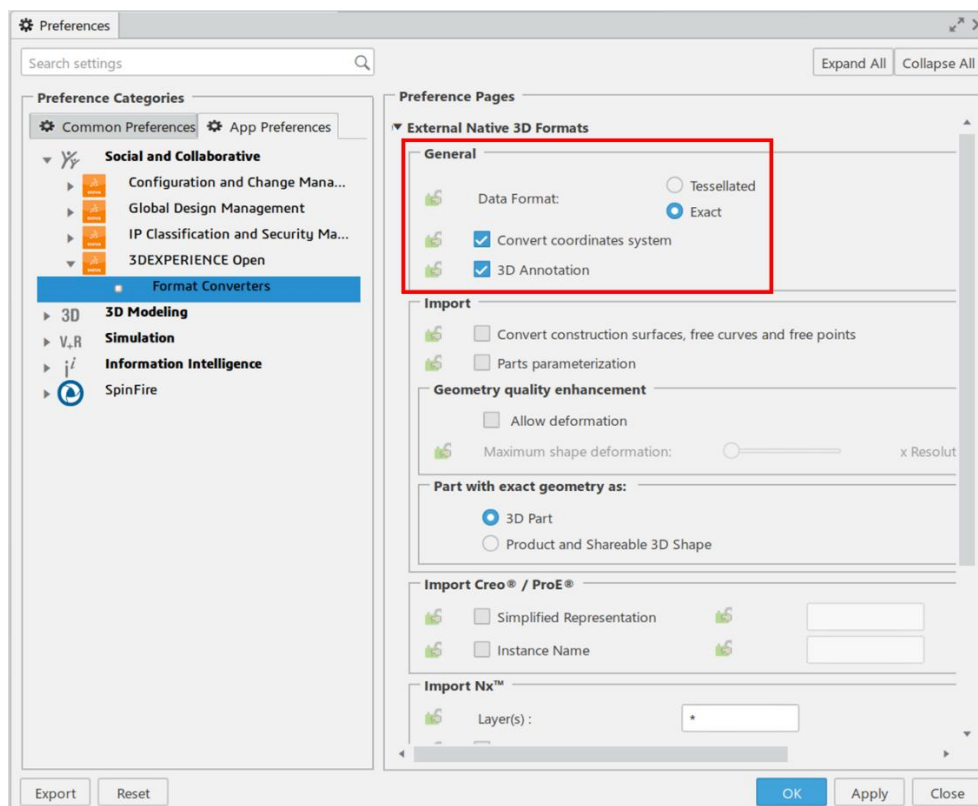 Preferences
Search settings
Expand All
Collapse All
Preference Categories
Common Preferences
App Preferences
Social and Collaborative
Configuration and Change Mana...
Global Design Management
IP Classification and Security Ma...
3DEXPERIENCE Open
Format Converters
3D
3D Modeling
V+R
Simulation
Information Intelligence
SpinFire
Preference Pages
External Native 3D Formats
General
Data Format:
Tessellated
Exact
Convert coordinates system
3D Annotation
Import
Convert construction surfaces, free curves and free points
Parts parameterization
Geometry quality enhancement
Allow deformation
Maximum shape deformation:
x Resolut
Part with exact geometry as:
3D Part
Product and Shareable 3D Shape
Import Creo® / ProE®
Simplified Representation
Instance Name
Import Nx™
Layer(s) :
*
Export
Reset
OK
Apply
Close